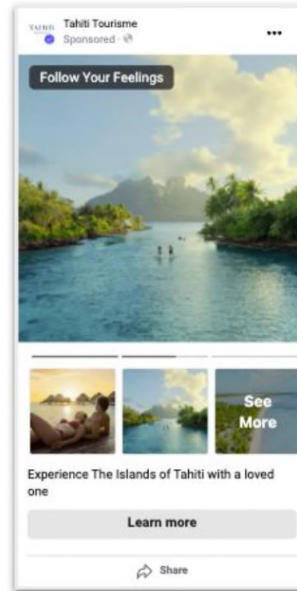 TAHITI
Tahiti Tourisme
Sponsored ·
Follow Your Feelings
See
More
Experience The Islands of Tahiti with a loved
one
Learn more
Share